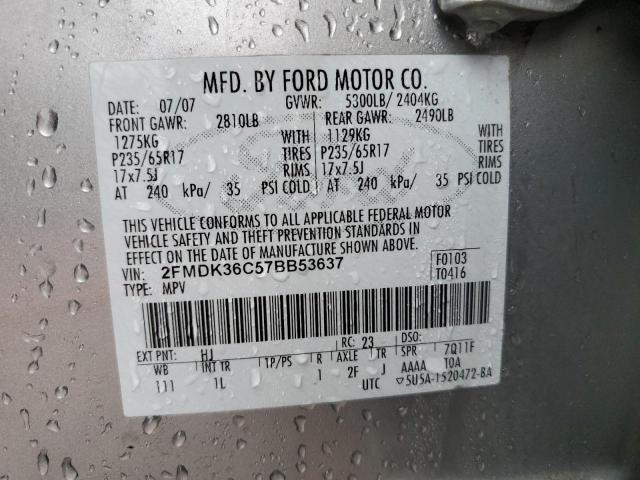 MFD. BY FORD MOTOR CO.
DATE: 07/07 GVWR: 5300LB/ 2404KG
FRONT GAWR: 2810LB REAR GAWR: 2490LB
1275KG WITH 1129KG WITH
P235/65R17 TIRES P235/65R17 TIRES
17x7.5J RIMS 17x7.5J RIMS
AT 240 kPa/ 35 PSI COLD AT 240 kPa/ 35 PSI COLD
THIS VEHICLE CONFORMS TO ALL APPLICABLE FEDERAL MOTOR
VEHICLE SAFETY AND THEFT PREVENTION STANDARDS IN
EFFECT ON THE DATE OF MANUFACTURE SHOWN ABOVE.
VIN: 2FMDK36C57BB53637 F0103
TYPE: MPV T0416
EXT PNT: HJ RC: 23 DSO:
WB INT TR TP/PS R AXLE TR SPR 7Q11F
111 1L 1 2F J AAAA TOA
UTC ▽5U5A-1520472-BA
Ford